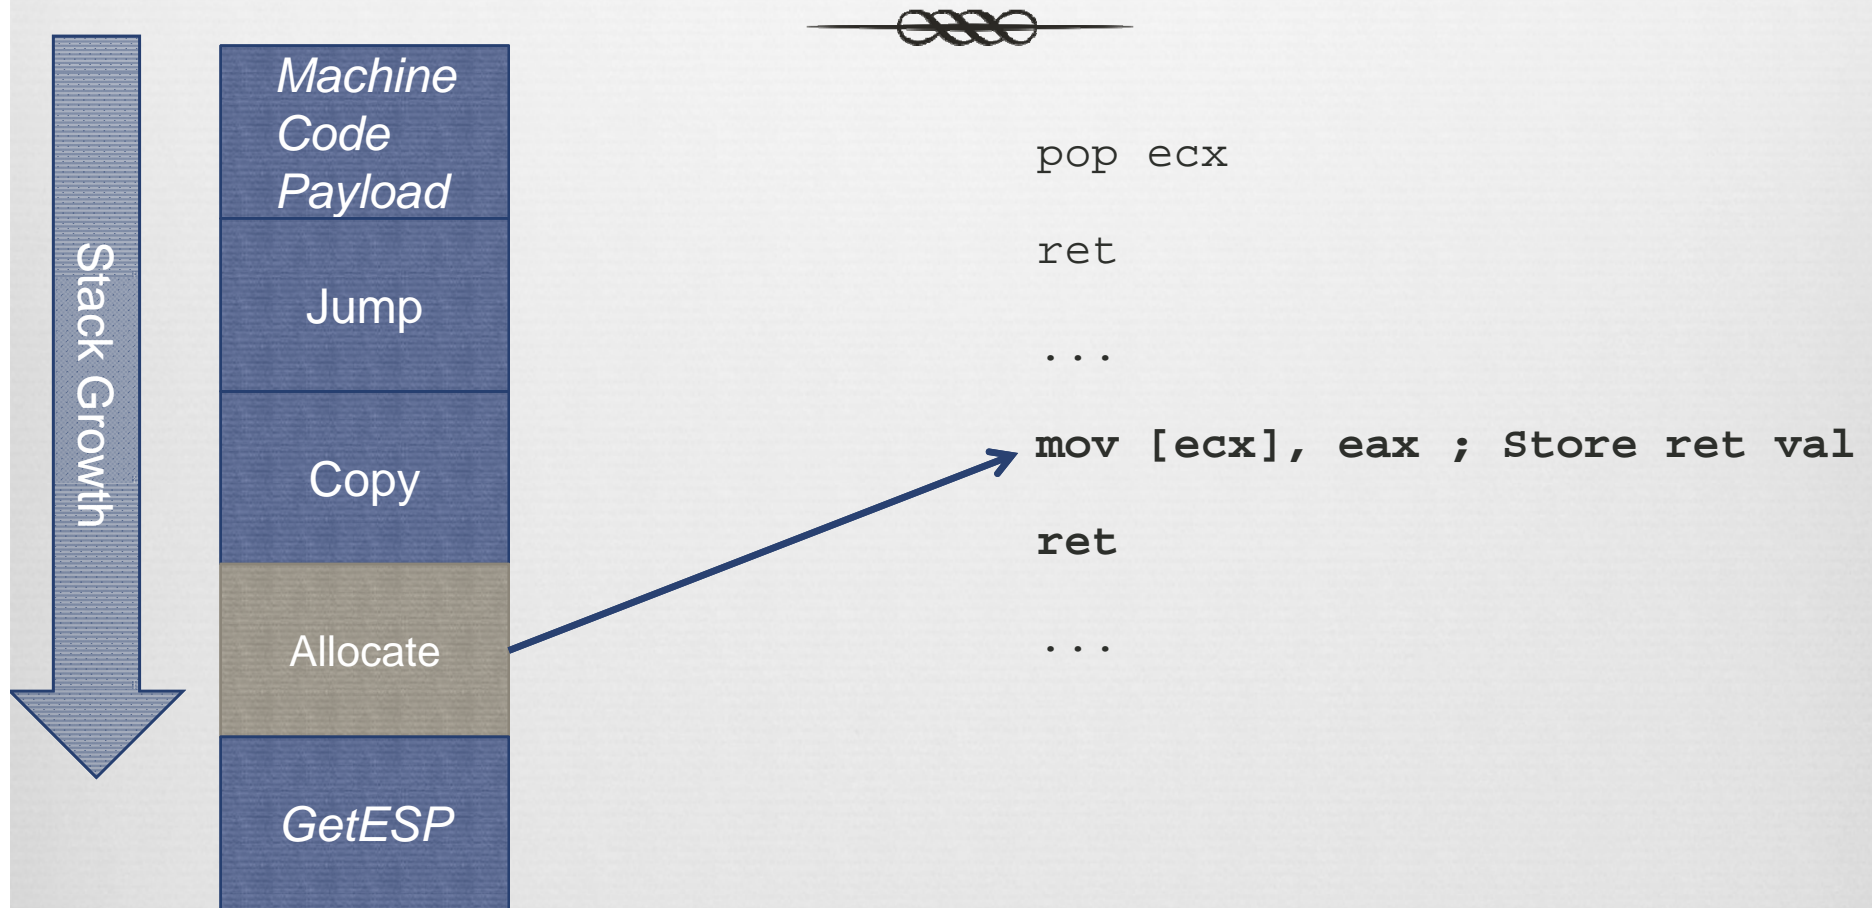 Stack Growth
Machine
Code
Payload
Jump
Copy
Allocate
GetESP
pop ecx
ret
...
mov [ecx], eax ; Store ret val
ret
...